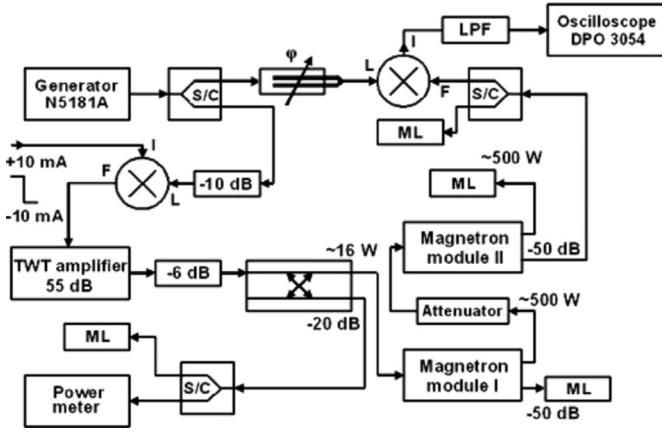 LPF
Oscilloscope
DPO 3054
I
φ
Generator
N5181A
S/C
L
F
S/C
ML
~500 W
ML
+10 mA
I
F
L
-10 dB
-10 mA
Magnetron
module II
-50 dB
TWT amplifier
55 dB
-6 dB
~16 W
-20 dB
Attenuator
~500 W
ML
S/C
Power
meter
Magnetron
module I
ML
-50 dB